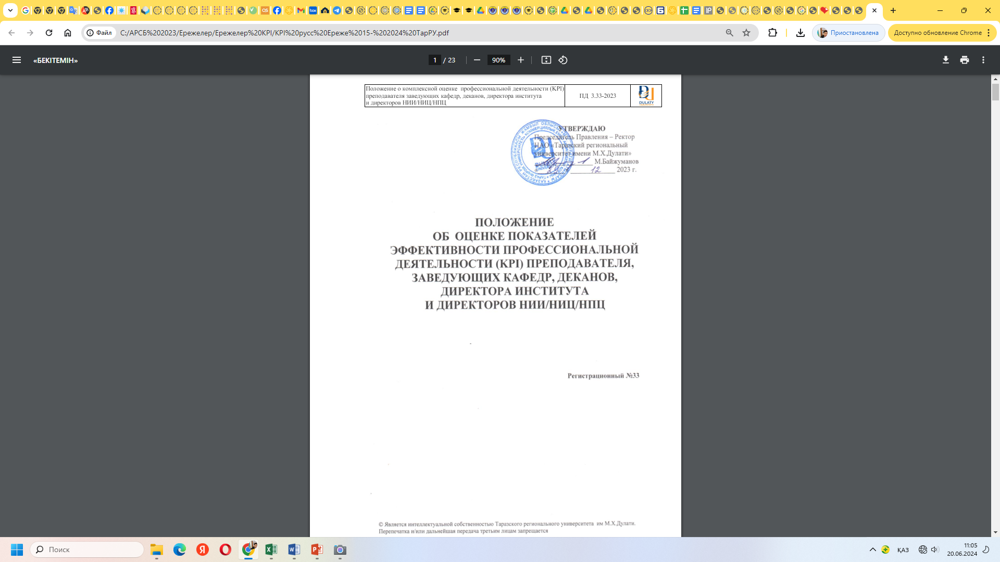 Файл
C:/АРСБ%202023/Ережелер/Ережелер%20KPI/KPI%20русс%20Ереже%2015-%202024%20ТарРУ.pdf
Приостановлена
Доступно обновление Chrome
«БЕКІТЕМІН»
1 / 23
90%
Положение о комплексной оценке профессиональной деятельности (KPI)
преподавателя заведующих кафедр, деканов, директора института
и директоров НИИ/НИЦ/НПЦ
ПД 3.33-2023
DULATY
UNIVERSITY
УТВЕРЖДАЮ
Председатель Правления – Ректор
НАО «Таразский региональный
университет имени М.Х.Дулати»
М.Байжуманов
12 2023 г.
ПОЛОЖЕНИЕ
ОБ ОЦЕНКЕ ПОКАЗАТЕЛЕЙ
ЭФФЕКТИВНОСТИ ПРОФЕССИОНАЛЬНОЙ
ДЕЯТЕЛЬНОСТИ (KPI) ПРЕПОДАВАТЕЛЯ,
ЗАВЕДУЮЩИХ КАФЕДР, ДЕКАНОВ,
ДИРЕКТОРА ИНСТИТУТА
И ДИРЕКТОРОВ НИИ/НИЦ/НПЦ
Регистрационный №33
© Является интеллектуальной собственностью Таразского регионального университета им М.Х.Дулати.
Перепечатка и/или дальнейшая передача третьим лицам запрещается
Поиск
ҚАЗ
11:05
20.06.2024